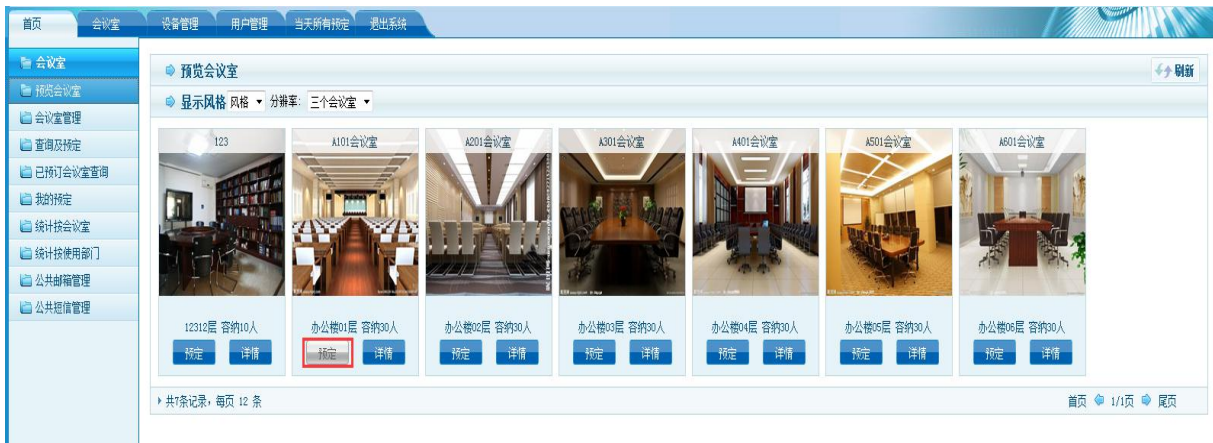 首页 会议室 设备管理 用户管理 当天所有预定 退出系统
会议室
预览会议室
会议室管理
查询及预定
已预订会议室查询
我的预定
统计按会议室
统计按使用部门
公共邮箱管理
公共短信管理
预览会议室 刷新
显示风格 风格 分辨率: 三个会议室
123 A101会议室 A201会议室 A301会议室 A401会议室 A501会议室 A601会议室
12312层 容纳10人 办公楼01层 容纳30人 办公楼02层 容纳30人 办公楼03层 容纳30人 办公楼04层 容纳30人 办公楼05层 容纳30人 办公楼06层 容纳30人
预定 详情 预定 详情 预定 详情 预定 详情 预定 详情 预定 详情 预定 详情
共7条记录,每页 12 条 首页 1/1页 尾页